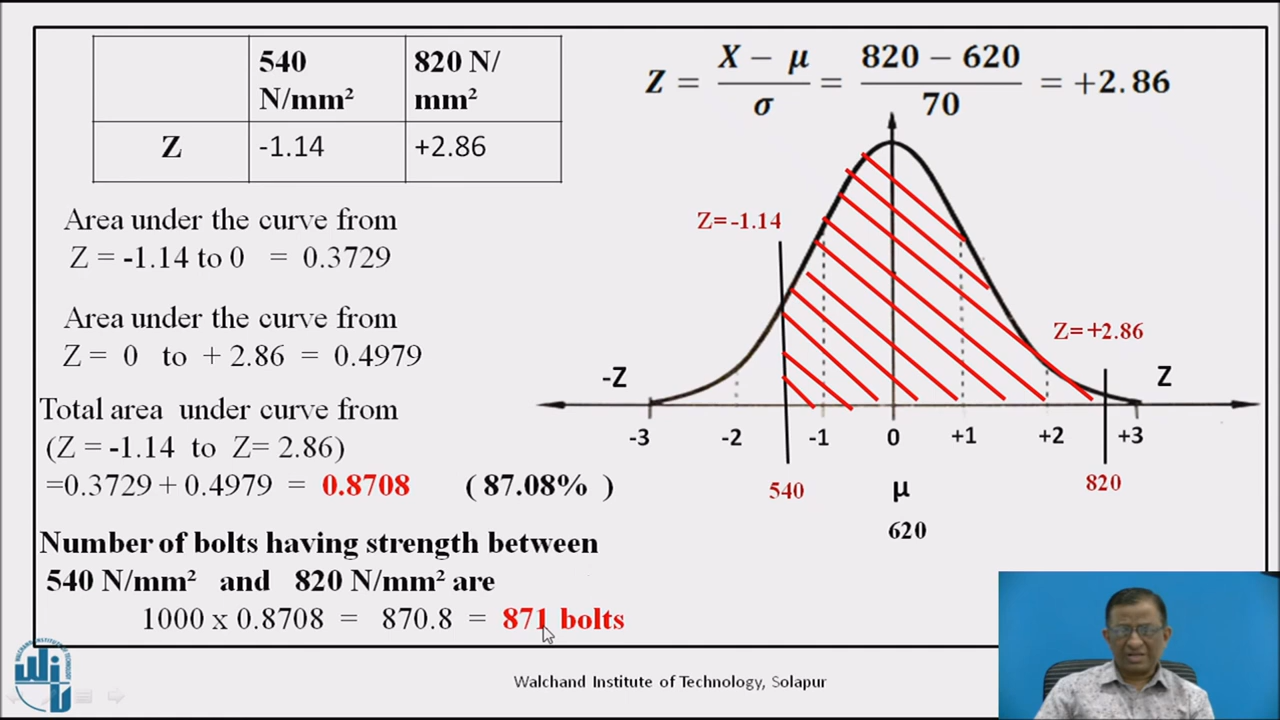 540 N/mm²
820 N/ mm²
Z
-1.14
+2.86
Z = X − μ / σ = 820 − 620 / 70 = +2.86
Area under the curve from
Z = -1.14 to 0 = 0.3729
Area under the curve from
Z = 0 to + 2.86 = 0.4979
Total area under curve from
(Z = -1.14 to Z= 2.86)
=0.3729 + 0.4979 = 0.8708 ( 87.08% )
Number of bolts having strength between
540 N/mm² and 820 N/mm² are
1000 x 0.8708 = 870.8 = 871 bolts
Z= -1.14
Z=+2.86
-Z
Z
-3 -2 -1 0 +1 +2 +3
540 μ 820
620
Walchand Institute of Technology, Solapur